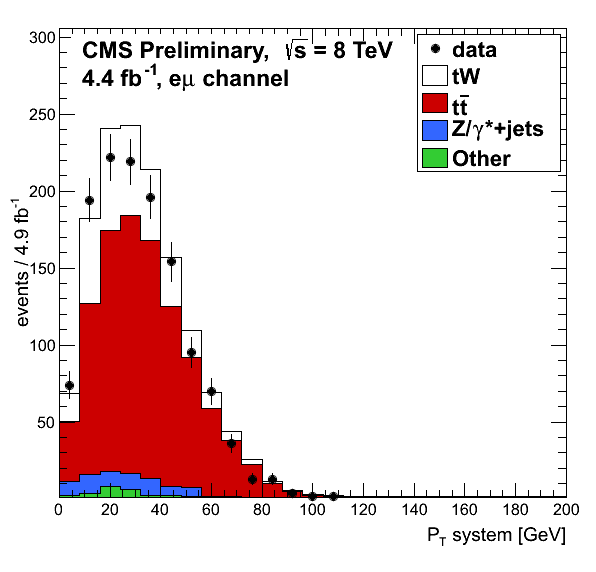 CMS Preliminary, √s = 8 TeV
4.4 fb⁻¹, eμ channel
data
tW
tt̄
Z/γ*+jets
Other
events / 4.9 fb⁻¹
300
250
200
150
100
50
0 20 40 60 80 100 120 140 160 180 200
P_T system [GeV]